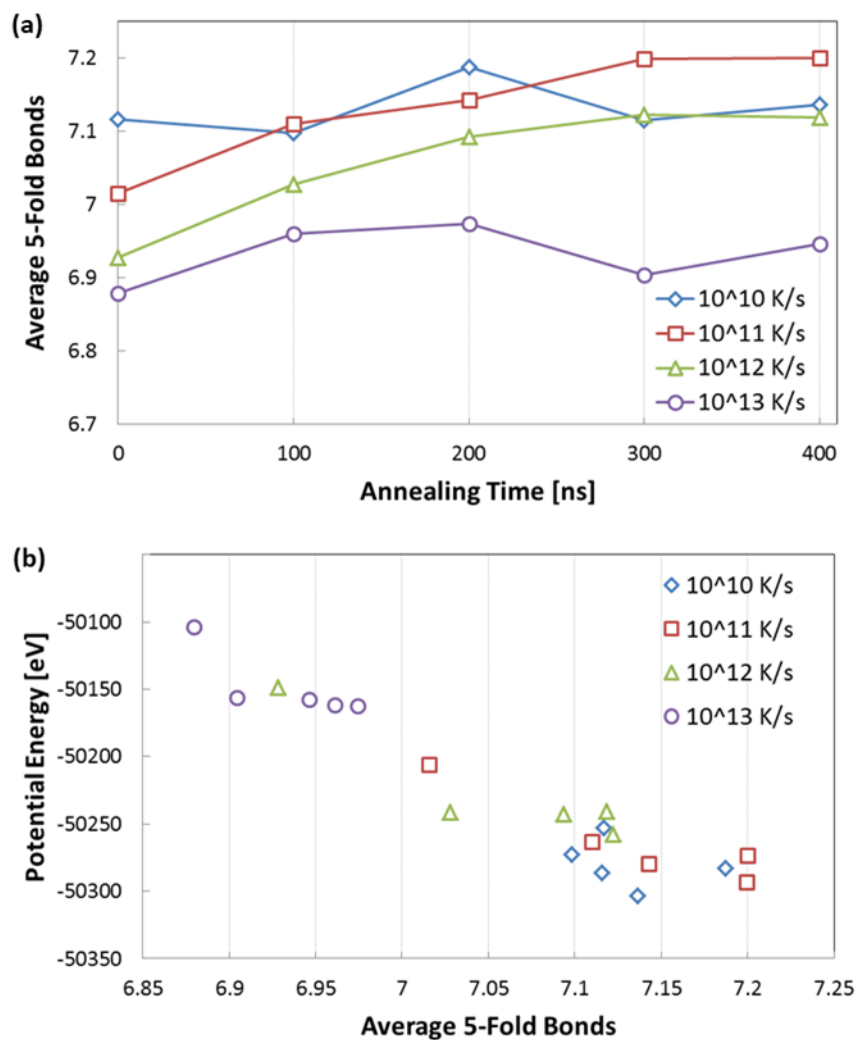 (a)
7.2
7.1
7
6.9
6.8
6.7
Average 5-Fold Bonds
10^10 K/s
10^11 K/s
10^12 K/s
10^13 K/s
0 100 200 300 400
Annealing Time [ns]
(b)
-50100
-50150
-50200
-50250
-50300
-50350
Potential Energy [eV]
10^10 K/s
10^11 K/s
10^12 K/s
10^13 K/s
6.85 6.9 6.95 7 7.05 7.1 7.15 7.2 7.25
Average 5-Fold Bonds